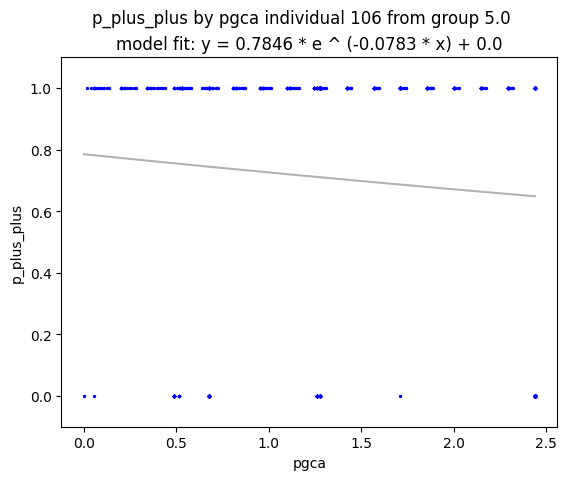 p_plus_plus by pgca individual 106 from group 5.0
model fit: y = 0.7846 * e ^ (-0.0783 * x) + 0.0
1.0
0.8
0.6
0.4
0.2
0.0
p_plus_plus
0.0 0.5 1.0 1.5 2.0 2.5
pgca